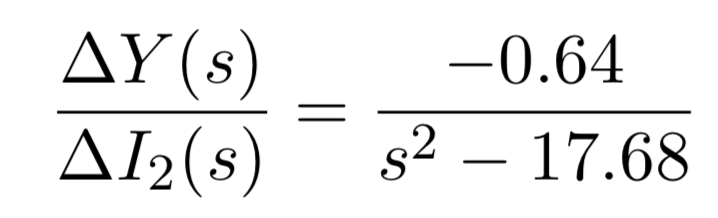 ΔY(s) / ΔI₂(s) = −0.64 / s² − 17.68